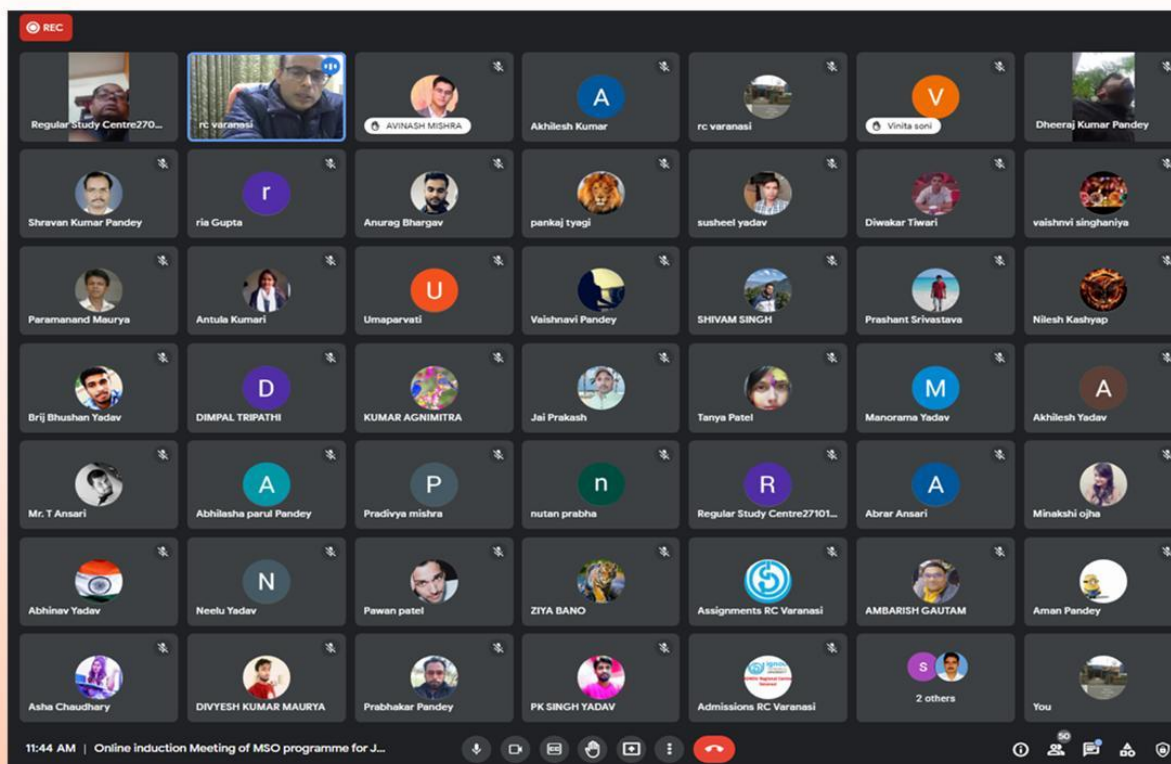 REC
Regular Study Centre270...
rc varanasi
AVINASH MISHRA
A
Akhilesh Kumar
rc varanasi
V
Vinita soni
Dheeraj Kumar Pandey
Shravan Kumar Pandey
r
ria Gupta
Anurag Bhargav
pankaj tyagi
susheel yadav
Diwakar Tiwari
vaishnvi singhaniya
Paramanand Maurya
Antula Kumari
U
Umaparvati
Vaishnavi Pandey
SHIVAM SINGH
Prashant Srivastava
Nilesh Kashyap
Brij Bhushan Yadav
D
DIMPAL TRIPATHI
KUMAR AGNIMITRA
Jai Prakash
Tanya Patel
M
Manorama Yadav
A
Akhilesh Yadav
Mr. T Ansari
A
Abhilasha parul Pandey
P
Pradivya mishra
n
nutan prabha
R
Regular Study Centre27101...
A
Abrar Ansari
Minakshi ojha
Abhinav Yadav
N
Neelu Yadav
Pawan patel
ZIYA BANO
Assignments RC Varanasi
AMBARISH GAUTAM
Aman Pandey
Asha Chaudhary
DIVYESH KUMAR MAURYA
Prabhakar Pandey
PK SINGH YADAV
ignou
Admissions RC Varanasi
S
2 others
You
11:44 AM | Online induction Meeting of MSO programme for J...
50